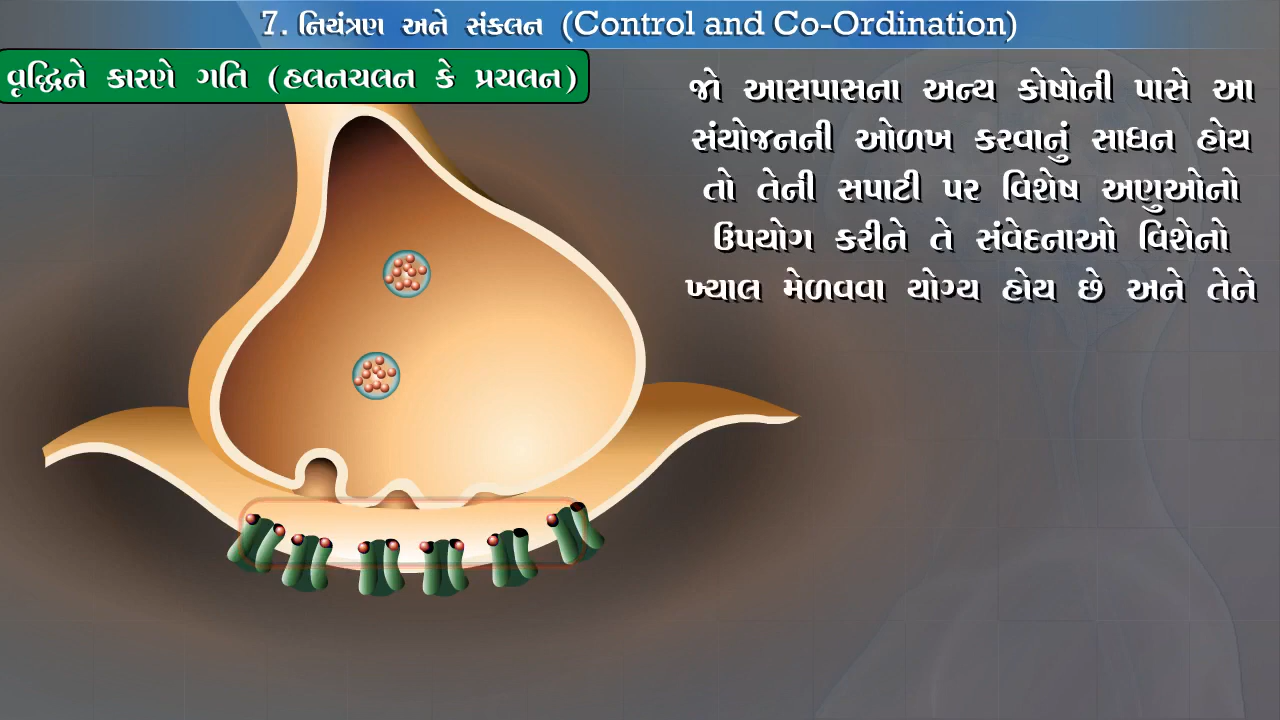 7. નિયંત્રણ અને સંકલન (Control and Co-Ordination)
વૃદ્ધિને કારણે ગતિ (હલનચલન કે પ્રચલન)
જો આસપાસના અન્ય કોષોની પાસે આ
સંયોજનની ઓળખ કરવાનું સાધન હોય
તો તેની સપાટી પર વિશેષ અણુઓનો
ઉપયોગ કરીને તે સંવેદનાઓ વિશેનો
ખ્યાલ મેળવવા યોગ્ય હોય છે અને તેને